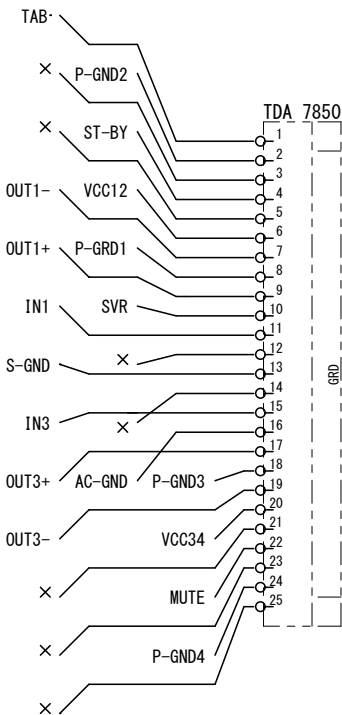 TAB-
× P-GND2
TDA 7850
× ST-BY
1
2
3
4
OUT1- VCC12
5
6
7
OUT1+ P-GRD1
8
9
IN1 SVR
10
11
×
12
S-GND
13
GRD
14
15
IN3 ×
16
17
OUT3+ AC-GND P-GND3
18
19
OUT3- VCC34
20
21
×
22
MUTE
23
24
×
25
P-GND4
×